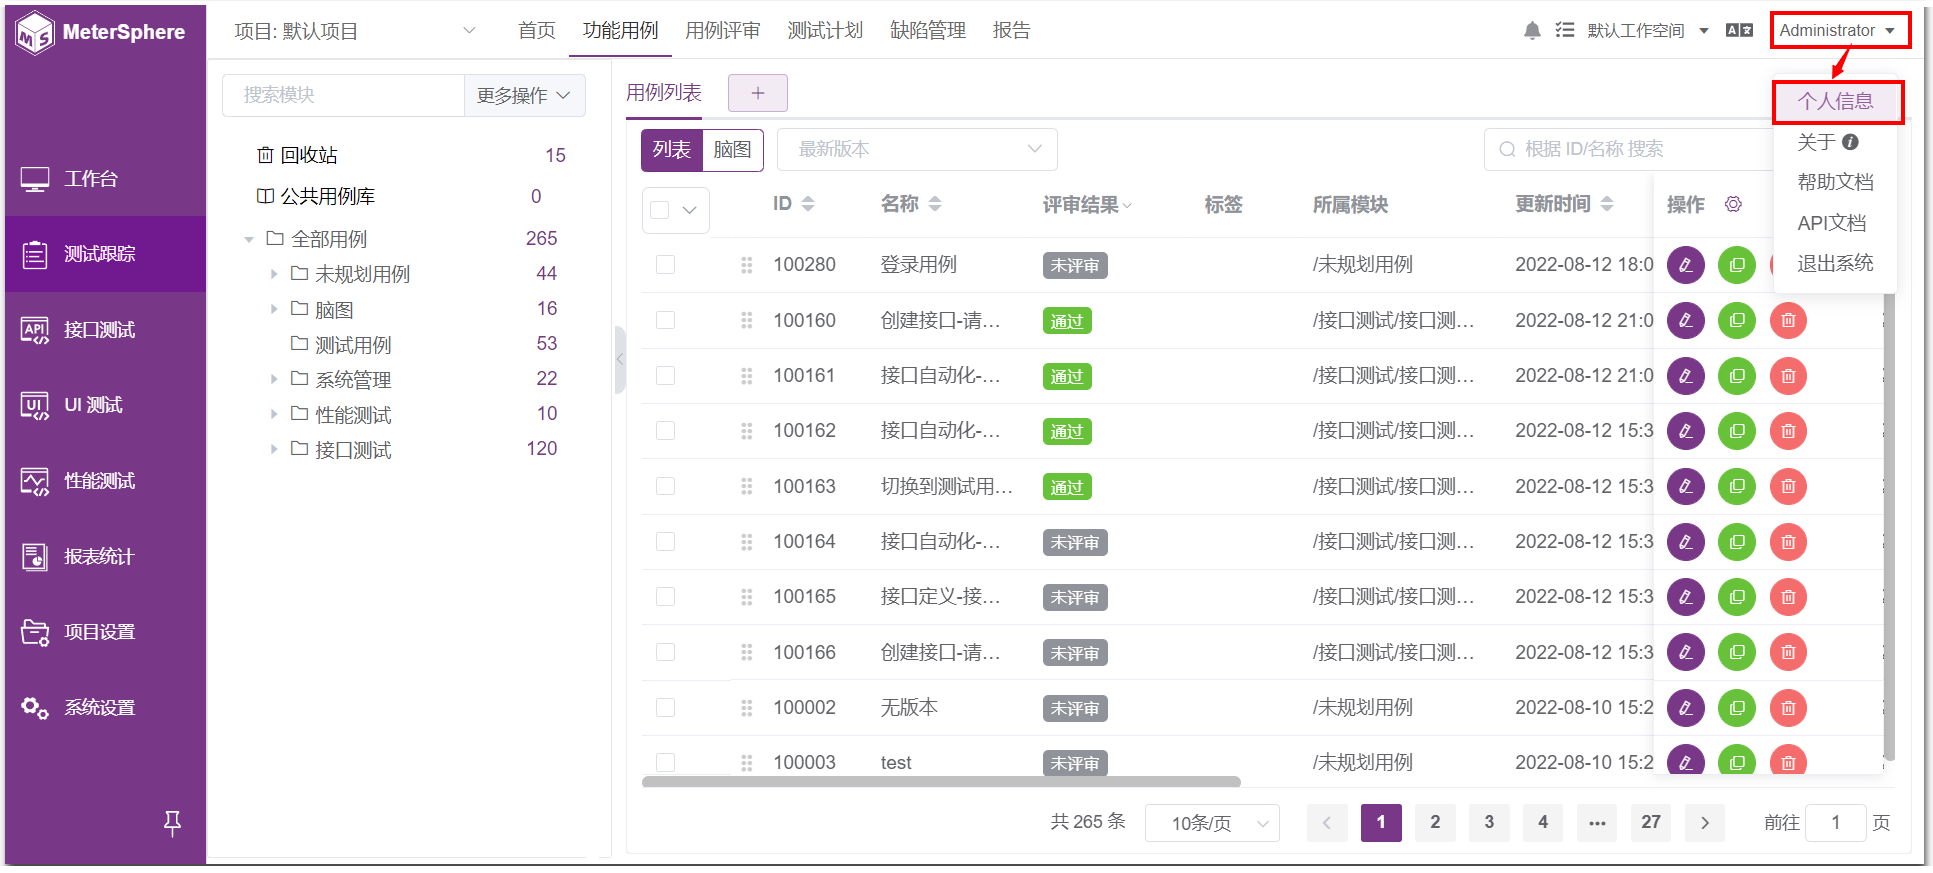 MeterSphere
项目: 默认项目
首页 功能用例 用例评审 测试计划 缺陷管理 报告
默认工作空间
Administrator
个人信息
关于
帮助文档
API文档
退出系统
工作台
测试跟踪
接口测试
UI 测试
性能测试
报表统计
项目设置
系统设置
搜索模块 更多操作
回收站 15
公共用例库 0
全部用例 265
未规划用例 44
脑图 16
测试用例 53
系统管理 22
性能测试 10
接口测试 120
用例列表 +
列表 脑图 最新版本 根据 ID/名称 搜索
ID 名称 评审结果 标签 所属模块 更新时间 操作
100280 登录用例 未评审 /未规划用例 2022-08-12 18:0
100160 创建接口-请... 通过 /接口测试/接口测... 2022-08-12 21:0
100161 接口自动化-... 通过 /接口测试/接口测... 2022-08-12 21:0
100162 接口自动化-... 通过 /接口测试/接口测... 2022-08-12 15:3
100163 切换到测试用... 通过 /接口测试/接口测... 2022-08-12 15:3
100164 接口自动化-... 未评审 /接口测试/接口测... 2022-08-12 15:3
100165 接口定义-接... 未评审 /接口测试/接口测... 2022-08-12 15:3
100166 创建接口-请... 未评审 /接口测试/接口测... 2022-08-12 15:3
100002 无版本 未评审 /未规划用例 2022-08-10 15:2
100003 test 未评审 /未规划用例 2022-08-10 15:2
共 265 条 10条/页 1 2 3 4 ... 27 前往 1 页